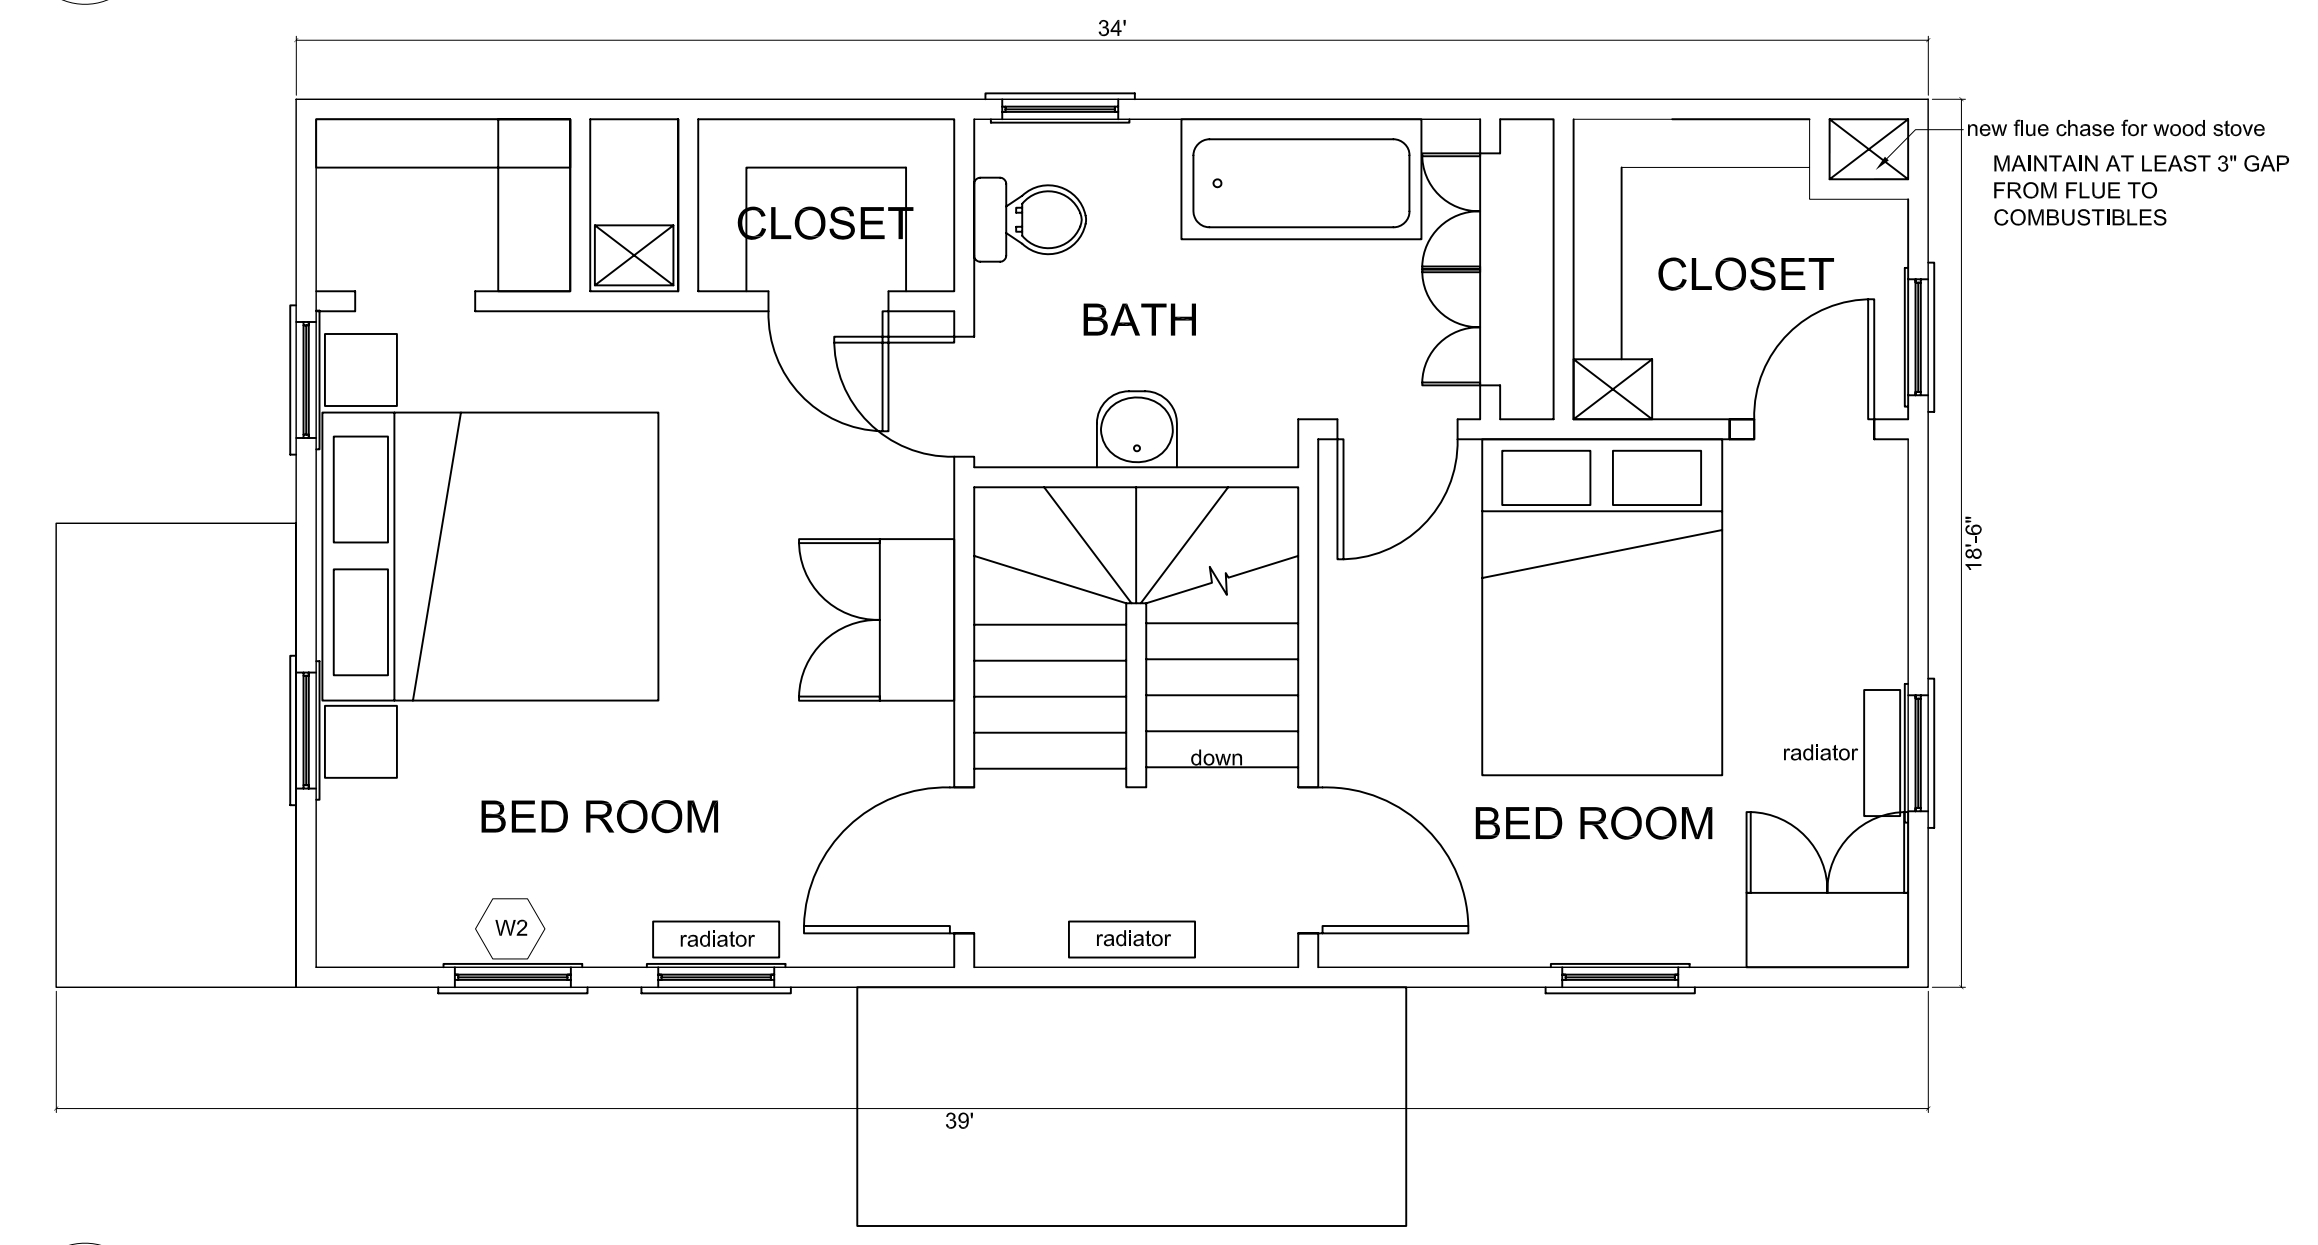 34'
new flue chase for wood stove
MAINTAIN AT LEAST 3" GAP
FROM FLUE TO
COMBUSTIBLES
CLOSET
CLOSET
BATH
18'-6"
down
radiator
BED ROOM
BED ROOM
W2
radiator
radiator
39'